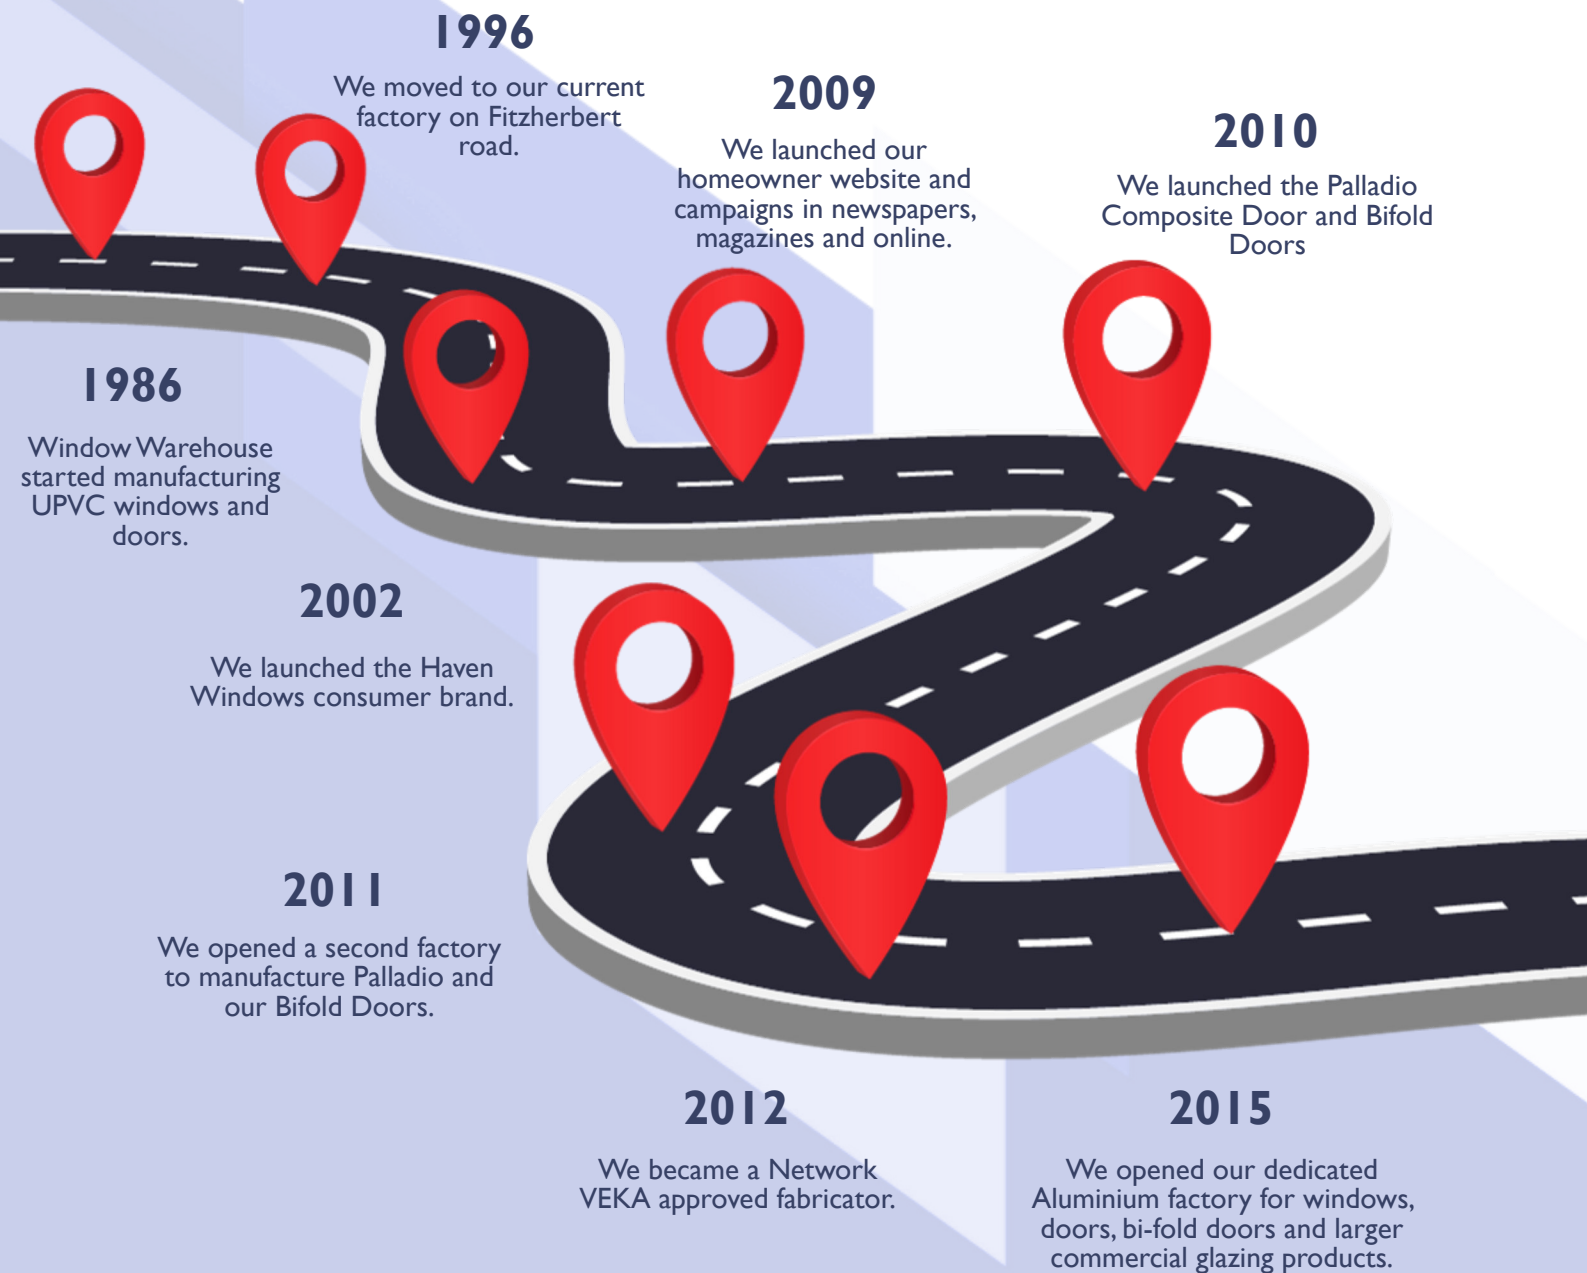 1996
We moved to our current
factory on Fitzherbert
road.
2009
We launched our
homeowner website and
campaigns in newspapers,
magazines and online.
2010
We launched the Palladio
Composite Door and Bifold
Doors
1986
Window Warehouse
started manufacturing
UPVC windows and
doors.
2002
We launched the Haven
Windows consumer brand.
2011
We opened a second factory
to manufacture Palladio and
our Bifold Doors.
2012
We became a Network
VEKA approved fabricator.
2015
We opened our dedicated
Aluminium factory for windows,
doors, bi-fold doors and larger
commercial glazing products.